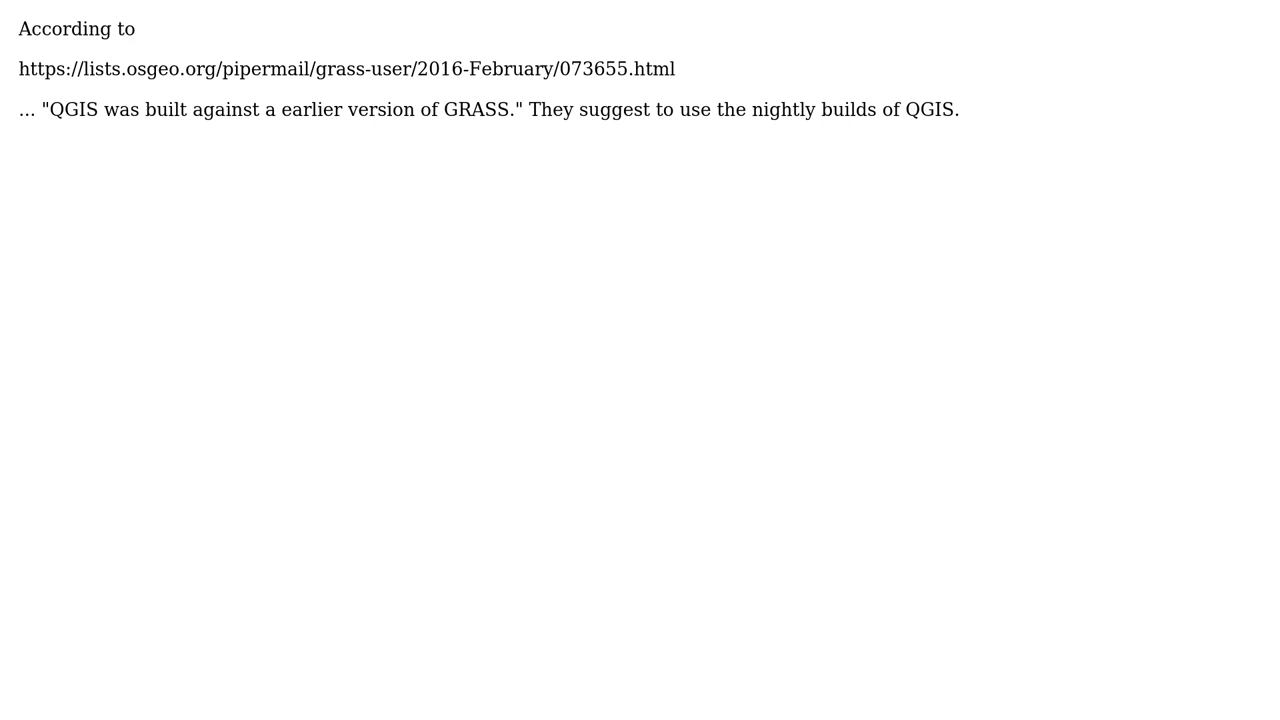 According to
https://lists.osgeo.org/pipermail/grass-user/2016-February/073655.html
... "QGIS was built against a earlier version of GRASS." They suggest to use the nightly builds of QGIS.